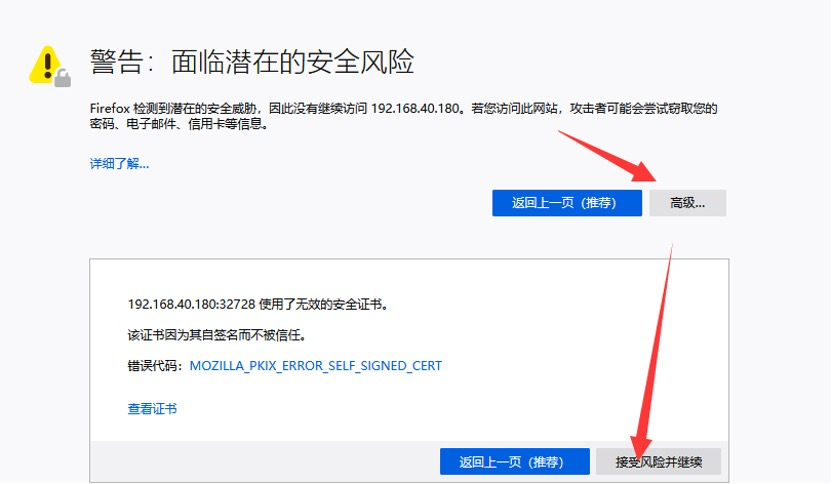 警告：面临潜在的安全风险
Firefox 检测到潜在的安全威胁，因此没有继续访问 192.168.40.180。若您访问此网站，攻击者可能会尝试窃取您的
密码、电子邮件、信用卡等信息。
详细了解...
返回上一页（推荐） 高级...
192.168.40.180:32728 使用了无效的安全证书。
该证书因为其自签名而不被信任。
错误代码：MOZILLA_PKIX_ERROR_SELF_SIGNED_CERT
查看证书
返回上一页（推荐） 接受风险并继续